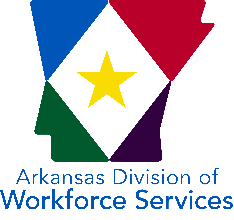 Arkansas Division of
Workforce Services